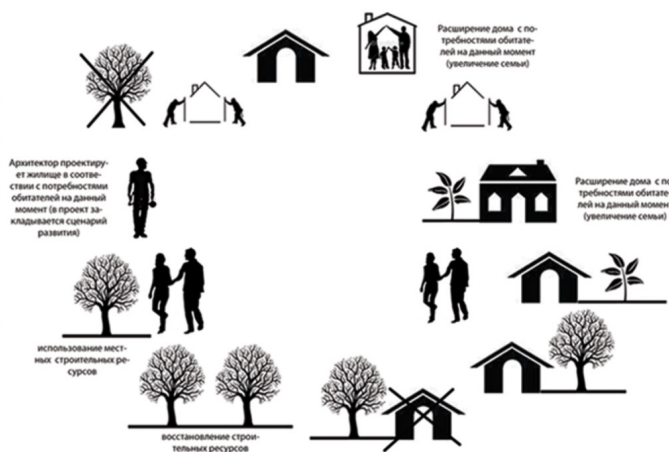 Расширение дома с по-
требностями обитате-
лей на данный момент
(увеличение семьи)
Архитектор проектиру-
ет жилище в соотве-
ствии с потребностями
обитателей на данный
момент (в проект за-
кладывается сценарий
развития)
Расширение дома с по
требностями обитате
лей на данный момент
(увеличение семьи)
использование мест-
ных строительных ре-
сурсов
восстановление строи-
тельных ресурсов